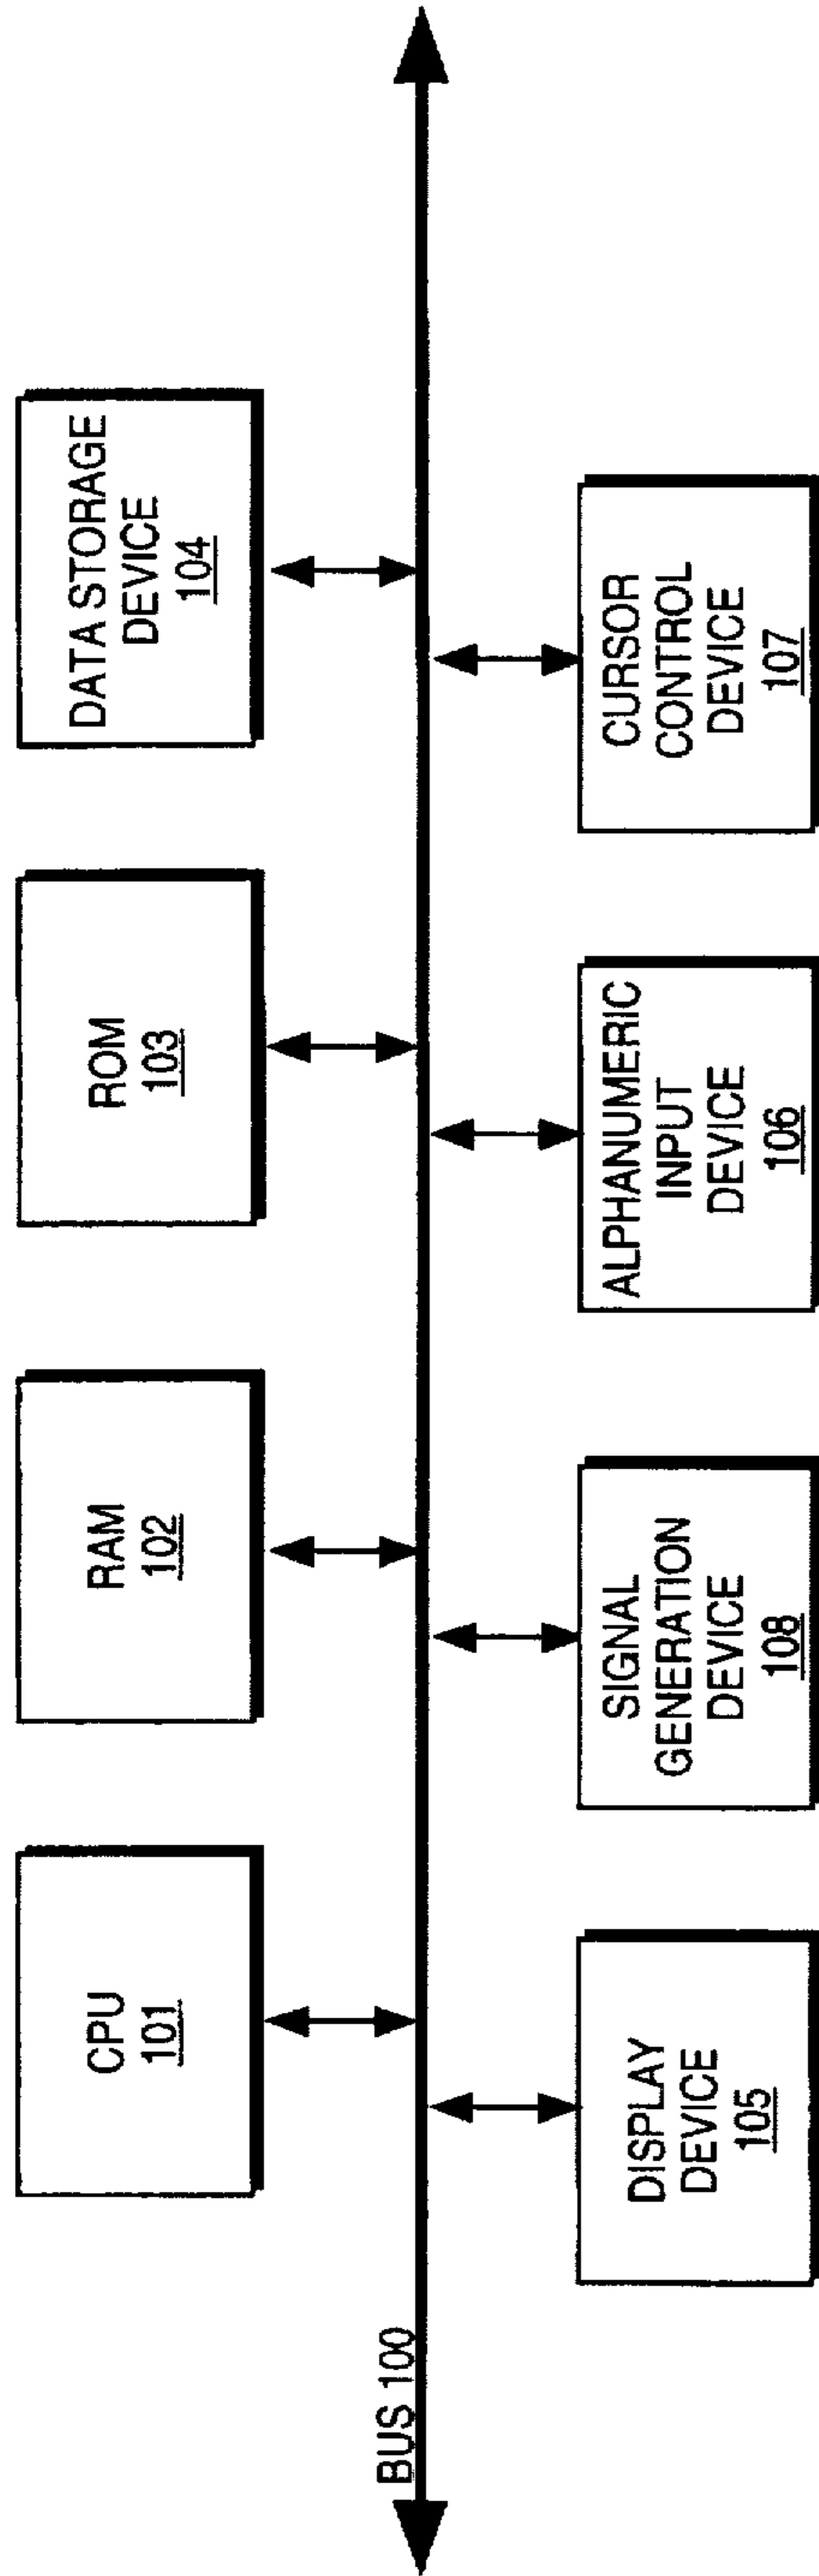 CPU
101
RAM
102
ROM
103
DATA STORAGE
DEVICE
104
BUS 100
DISPLAY
DEVICE
105
SIGNAL
GENERATION
DEVICE
108
ALPHANUMERIC
INPUT
DEVICE
106
CURSOR
CONTROL
DEVICE
107